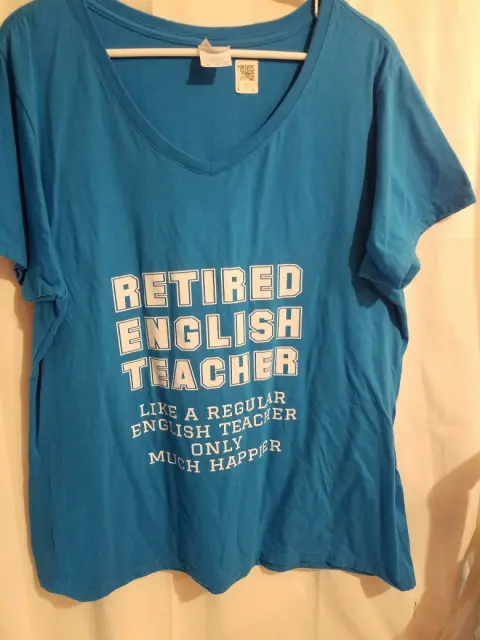 RETIRED
ENGLISH
TEACHER
LIKE A REGULAR
ENGLISH TEACHER
ONLY
MUCH HAPPIER